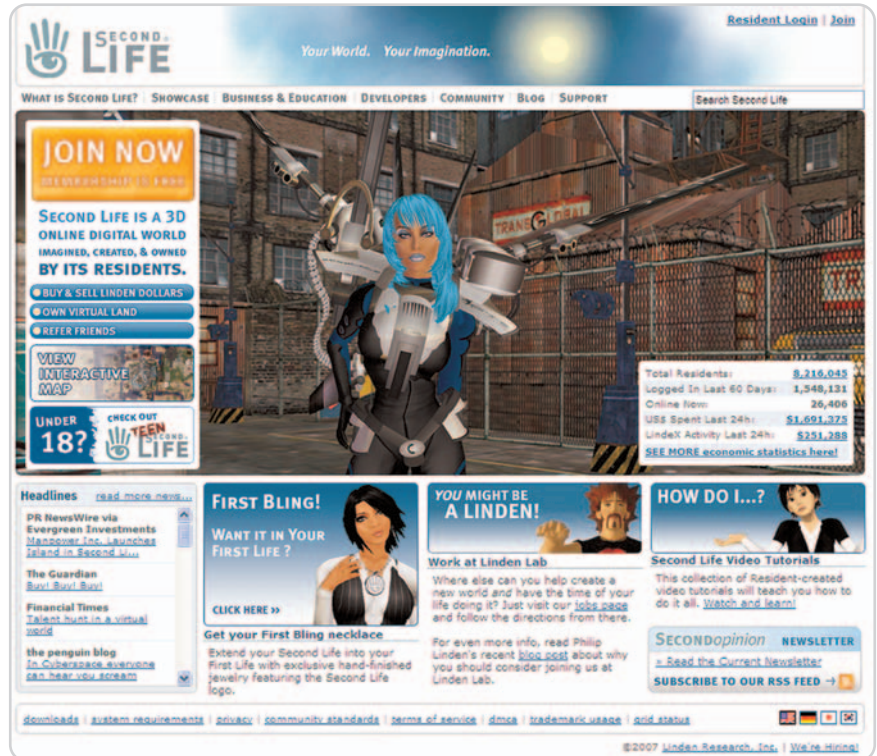 SECOND LIFE
Your World. Your Imagination.
Resident Login | Join
WHAT IS SECOND LIFE? | SHOWCASE | BUSINESS & EDUCATION | DEVELOPERS | COMMUNITY | BLOG | SUPPORT
Search Second Life
JOIN NOW
MEMBERSHIP IS FREE
SECOND LIFE IS A 3D
ONLINE DIGITAL WORLD
IMAGINED, CREATED, & OWNED
BY ITS RESIDENTS.
BUY & SELL LINDEN DOLLARS
OWN VIRTUAL LAND
REFER FRIENDS
VIEW
INTERACTIVE
MAP
UNDER
18?
CHECK OUT
TEEN SECOND
LIFE
TRANSGLOBAL
C
Total Residents: 8,216,045
Logged In Last 60 Days: 1,548,131
Online Now: 26,406
US$ Spent Last 24h: $1,691,375
LindeX Activity Last 24h: $251,288
SEE MORE economic statistics here!
Headlines read more news...
PR NewsWire via
Evergreen Investments
Manpower Inc. Launches
Island in Second Li...
The Guardian
Buy! Buy! Buy!
Financial Times
Talent hunt in a virtual
world
the penguin blog
In Cyberspace everyone
can hear you scream
FIRST BLING!
WANT IT IN YOUR
FIRST LIFE ?
CLICK HERE >>
Get your First Bling necklace
Extend your Second Life into your
First Life with exclusive hand-finished
jewelry featuring the Second Life
logo.
YOU MIGHT BE
A LINDEN!
Work at Linden Lab
Where else can you help create a
new world and have the time of your
life doing it? Just visit our jobs page
and follow the directions from there.
For even more info, read Philip
Linden's recent blog post about why
you should consider joining us at
Linden Lab.
HOW DO I...?
Second Life Video Tutorials
This collection of Resident-created
video tutorials will teach you how to
do it all. Watch and learn!
SECONDopinion NEWSLETTER
» Read the Current Newsletter
SUBSCRIBE TO OUR RSS FEED →
downloads | system requirements | privacy | community standards | terms of service | dmca | trademark usage | grid status
©2007 Linden Research, Inc. | We're Hiring!